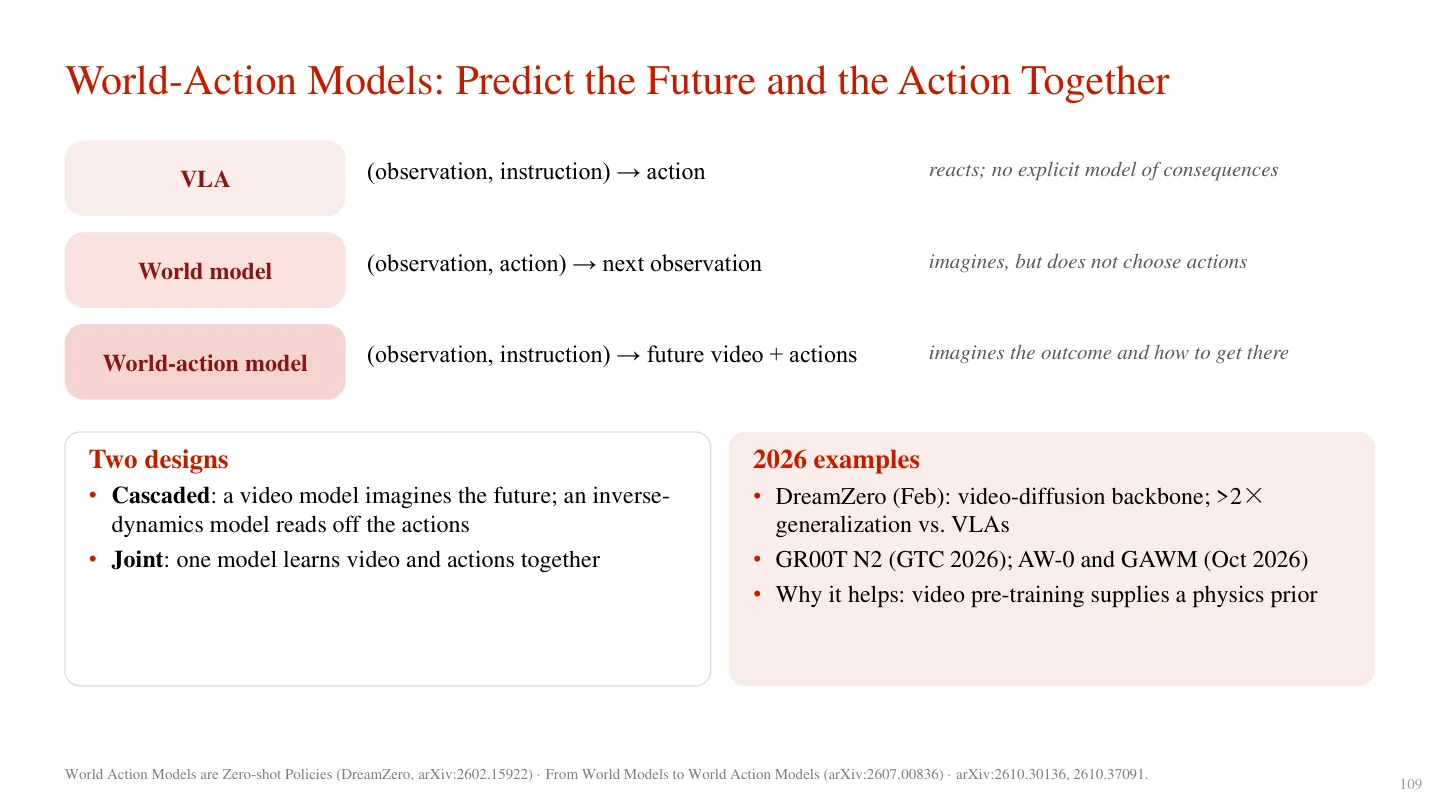 World-Action Models: Predict the Future and the Action Together
VLA
(observation, instruction) → action
reacts; no explicit model of consequences
World model
(observation, action) → next observation
imagines, but does not choose actions
World-action model
(observation, instruction) → future video + actions
imagines the outcome and how to get there
Two designs
• Cascaded: a video model imagines the future; an inverse-
dynamics model reads off the actions
• Joint: one model learns video and actions together
2026 examples
• DreamZero (Feb): video-diffusion backbone; >2×
generalization vs. VLAs
• GR00T N2 (GTC 2026); AW-0 and GAWM (Oct 2026)
• Why it helps: video pre-training supplies a physics prior
World Action Models are Zero-shot Policies (DreamZero, arXiv:2602.15922) · From World Models to World Action Models (arXiv:2607.00836) · arXiv:2610.30136, 2610.37091.
109